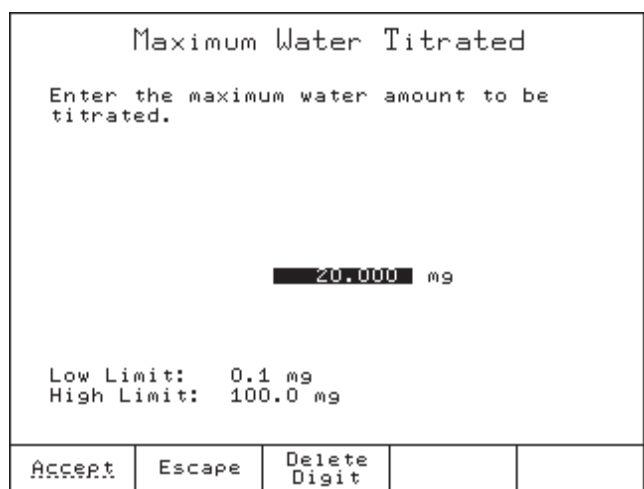 Maximum Water Titrated
Enter the maximum water amount to be
titrated.
20.000 mg
Low Limit: 0.1 mg
High Limit: 100.0 mg
Accept
Escape
Delete
Digit